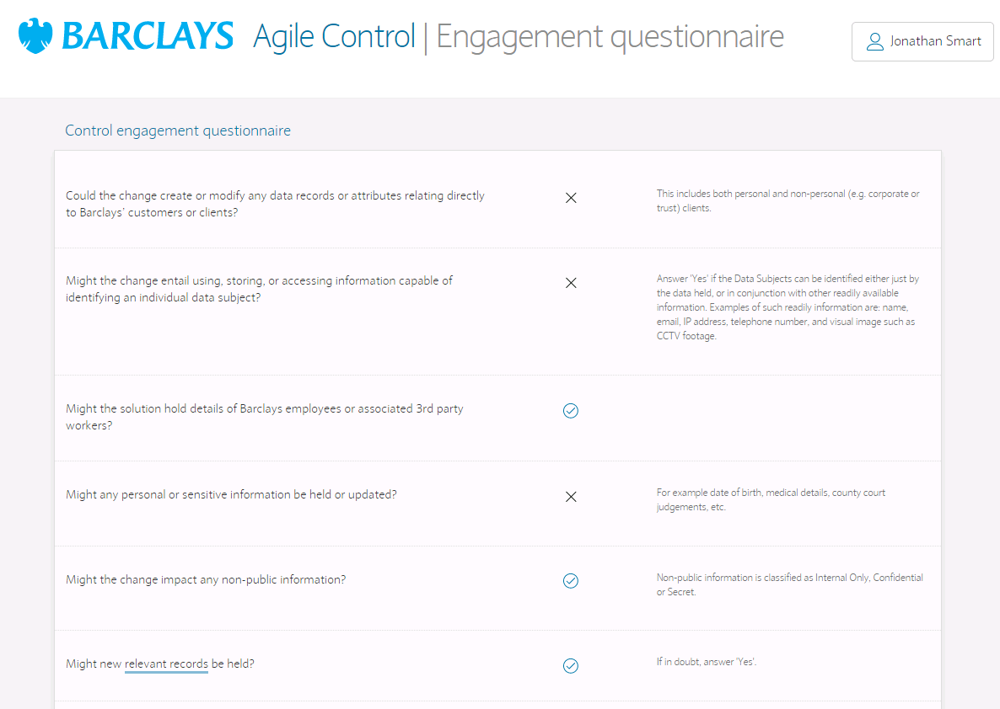 BARCLAYS Agile Control | Engagement questionnaire
Jonathan Smart
Control engagement questionnaire
Could the change create or modify any data records or attributes relating directly
to Barclays' customers or clients?
This includes both personal and non-personal (e.g. corporate or
trust) clients.
Might the change entail using, storing, or accessing information capable of
identifying an individual data subject?
Answer 'Yes' if the Data Subjects can be identified either just by
the data held, or in conjunction with other readily available
information. Examples of such readily information are: name,
email, IP address, telephone number, and visual image such as
CCTV footage.
Might the solution hold details of Barclays employees or associated 3rd party
workers?
Might any personal or sensitive information be held or updated?
For example date of birth, medical details, county court
judgements, etc.
Might the change impact any non-public information?
Non-public information is classified as Internal Only, Confidential
or Secret.
Might new relevant records be held?
If in doubt, answer 'Yes'.